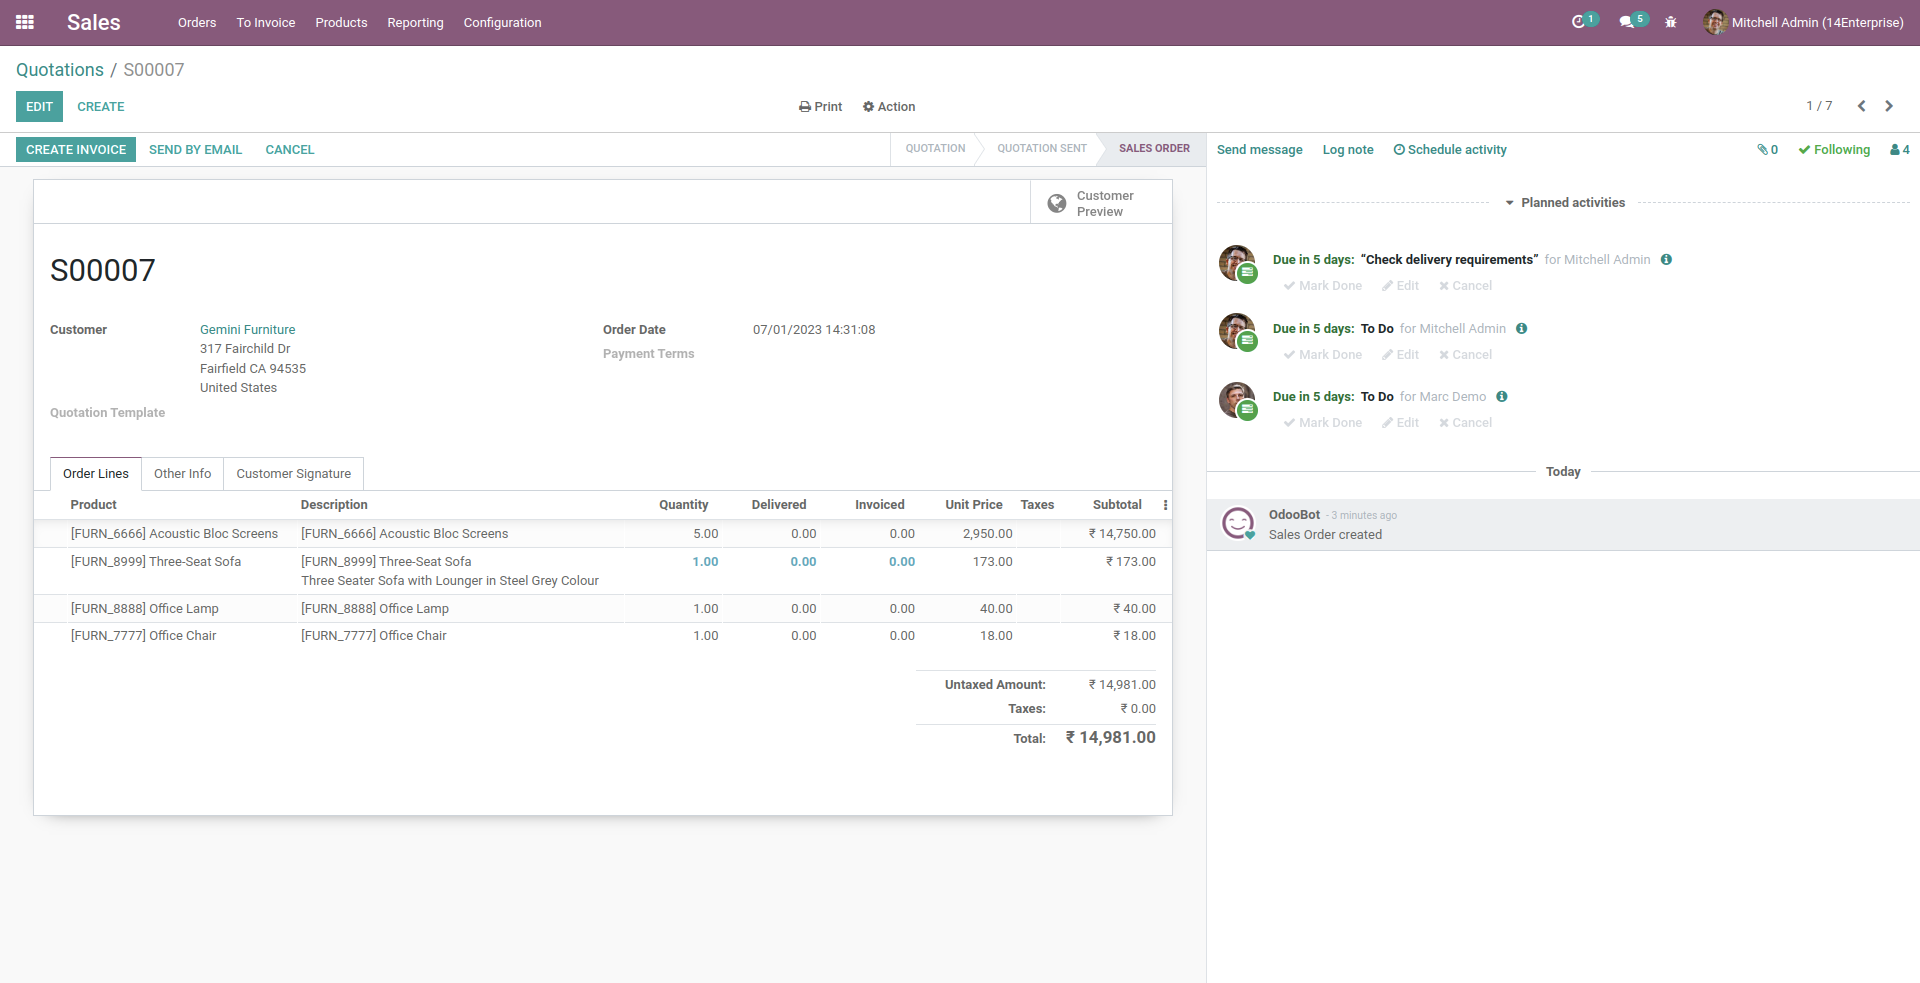 Sales Orders To Invoice Products Reporting Configuration 1 5 Mitchell Admin (14Enterprise)
Quotations / S00007
EDIT CREATE Print Action 1 / 7
CREATE INVOICE SEND BY EMAIL CANCEL QUOTATION QUOTATION SENT SALES ORDER
Customer
Preview
S00007
Customer Gemini Furniture Order Date 07/01/2023 14:31:08
317 Fairchild Dr Payment Terms
Fairfield CA 94535
United States
Quotation Template
Order Lines Other Info Customer Signature
Product Description Quantity Delivered Invoiced Unit Price Taxes Subtotal
[FURN_6666] Acoustic Bloc Screens [FURN_6666] Acoustic Bloc Screens 5.00 0.00 0.00 2,950.00 ₹ 14,750.00
[FURN_8999] Three-Seat Sofa [FURN_8999] Three-Seat Sofa 1.00 0.00 0.00 173.00 ₹ 173.00
Three Seater Sofa with Lounger in Steel Grey Colour
[FURN_8888] Office Lamp [FURN_8888] Office Lamp 1.00 0.00 0.00 40.00 ₹ 40.00
[FURN_7777] Office Chair [FURN_7777] Office Chair 1.00 0.00 0.00 18.00 ₹ 18.00
Untaxed Amount: ₹ 14,981.00
Taxes: ₹ 0.00
Total: ₹ 14,981.00
Send message Log note Schedule activity 0 Following 4
Planned activities
Due in 5 days: “Check delivery requirements” for Mitchell Admin
Mark Done Edit Cancel
Due in 5 days: To Do for Mitchell Admin
Mark Done Edit Cancel
Due in 5 days: To Do for Marc Demo
Mark Done Edit Cancel
Today
OdooBot - 3 minutes ago
Sales Order created